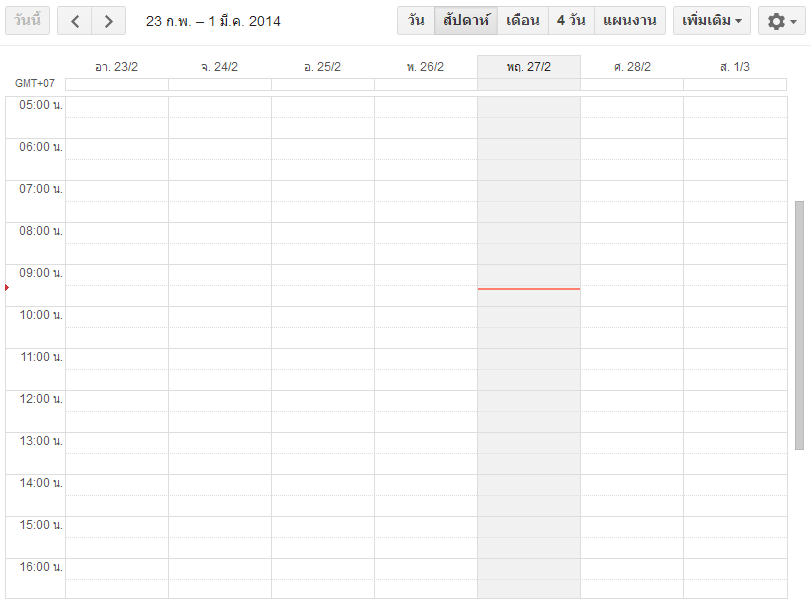 วันนี้ 23 ก.พ. – 1 มี.ค. 2014 วัน สัปดาห์ เดือน 4 วัน แผนงาน เพิ่มเติม
อา. 23/2 จ. 24/2 อ. 25/2 พ. 26/2 พฤ. 27/2 ศ. 28/2 ส. 1/3
GMT+07
05:00 น.
06:00 น.
07:00 น.
08:00 น.
09:00 น.
10:00 น.
11:00 น.
12:00 น.
13:00 น.
14:00 น.
15:00 น.
16:00 น.